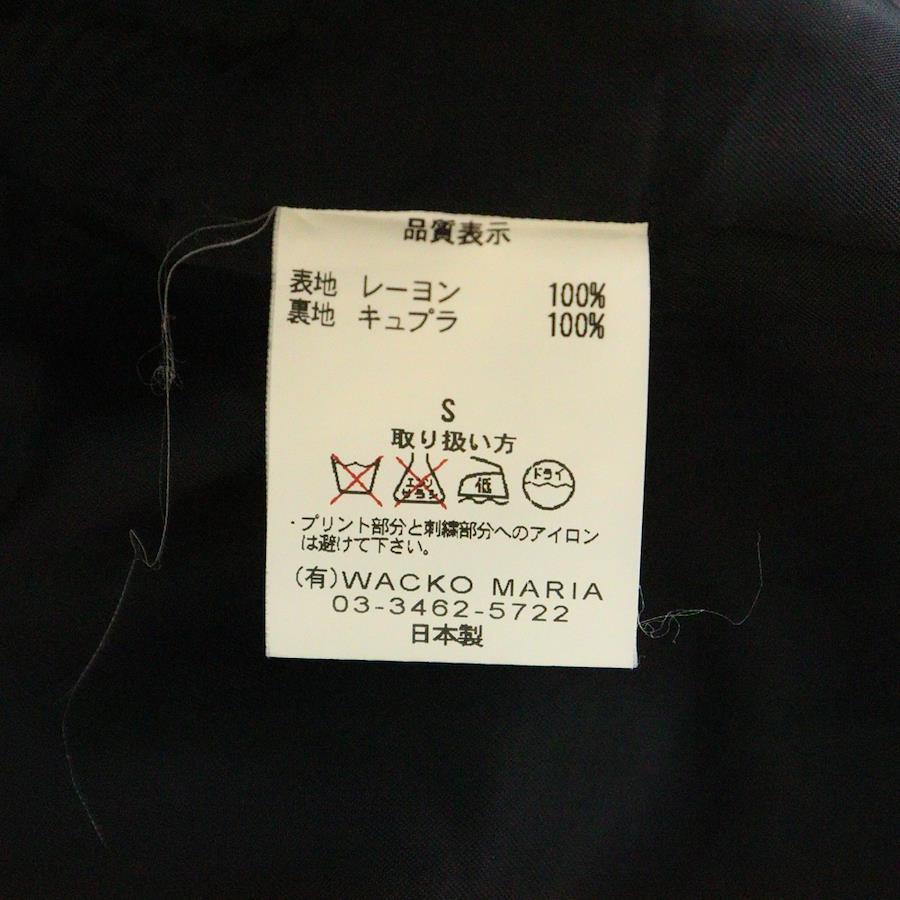 品質表示
表地 レーヨン 100%
裏地 キュプラ 100%
S
取り扱い方
エンソ サラシ 低 ドライ
・プリント部分と刺繍部分へのアイロン
は避けて下さい。
(有)WACKO MARIA
03-3462-5722
日本製